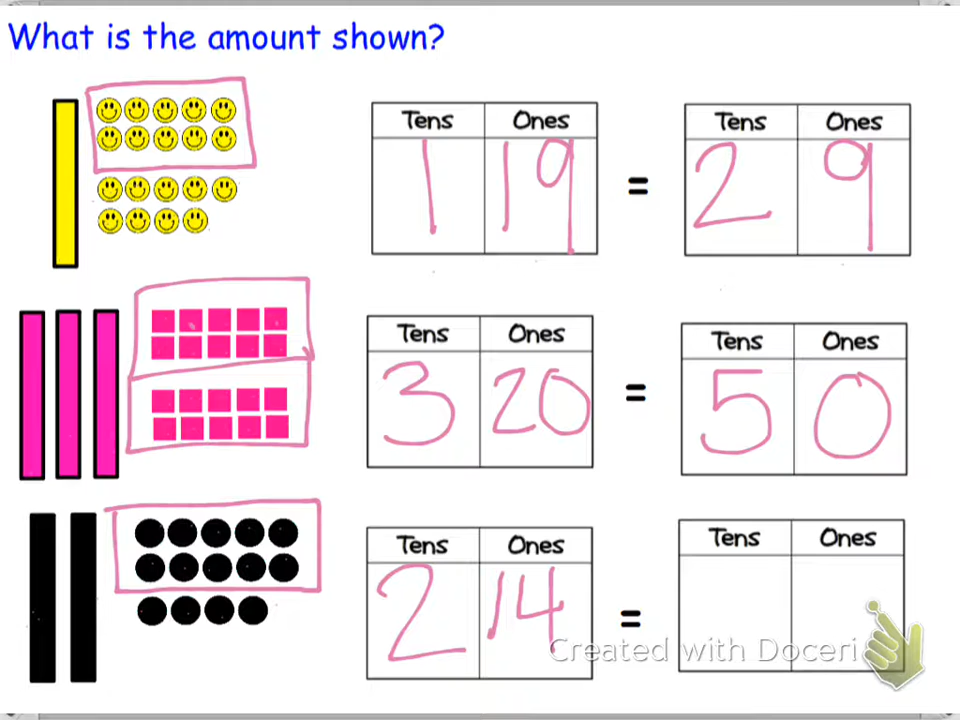 What is the amount shown?
Tens Ones Tens Ones
1 19 = 2 9
Tens Ones Tens Ones
3 20 = 5 0
Tens Ones Tens Ones
2 14 =
Created with Doceri